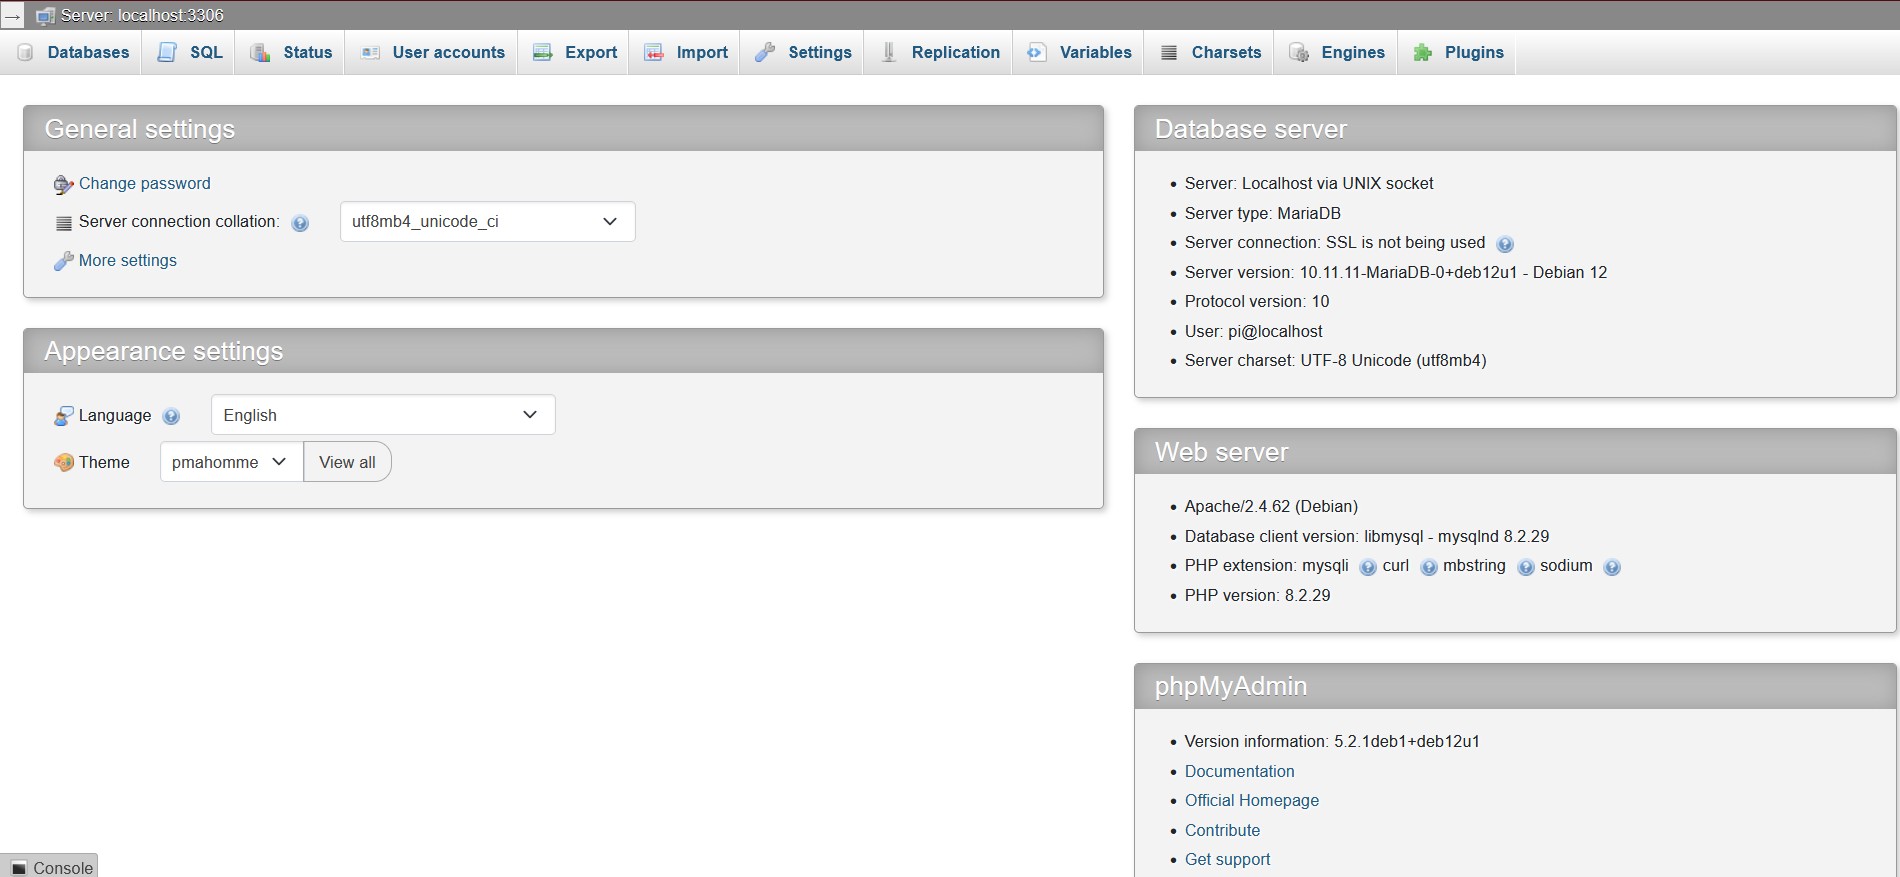 → Server: localhost:3306
Databases SQL Status User accounts Export Import Settings Replication Variables Charsets Engines Plugins
General settings
Change password
Server connection collation: utf8mb4_unicode_ci
More settings
Appearance settings
Language English
Theme pmahomme View all
Database server
• Server: Localhost via UNIX socket
• Server type: MariaDB
• Server connection: SSL is not being used
• Server version: 10.11.11-MariaDB-0+deb12u1 - Debian 12
• Protocol version: 10
• User: pi@localhost
• Server charset: UTF-8 Unicode (utf8mb4)
Web server
• Apache/2.4.62 (Debian)
• Database client version: libmysql - mysqlnd 8.2.29
• PHP extension: mysqli curl mbstring sodium
• PHP version: 8.2.29
phpMyAdmin
• Version information: 5.2.1deb1+deb12u1
• Documentation
• Official Homepage
• Contribute
• Get support
Console